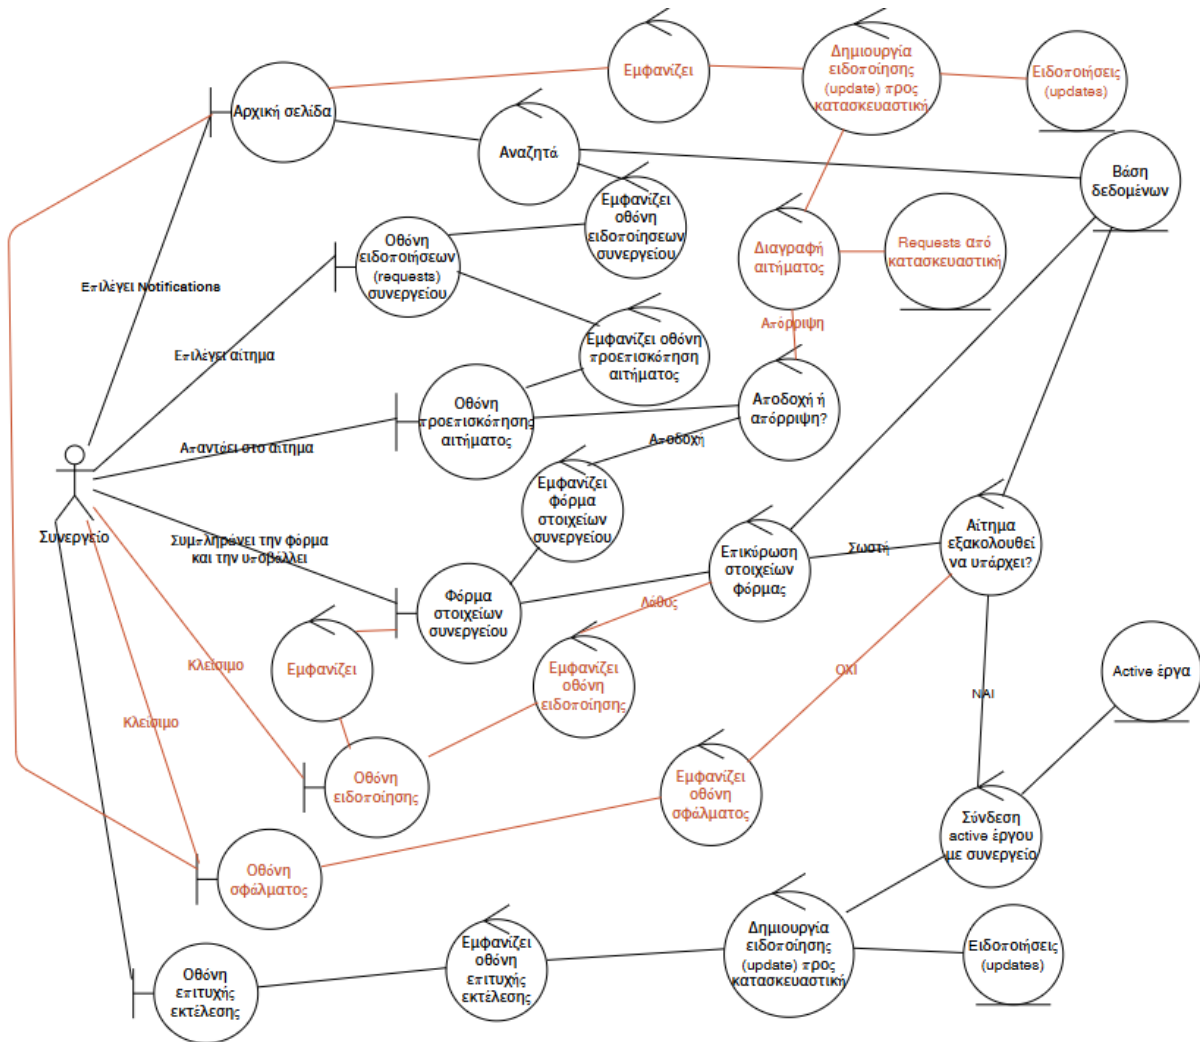 Εμφανίζει
Δημιουργία
ειδοποίησης
(update) προς
κατασκευαστική
Ειδοποιήσεις
(updates)
Αρχική σελίδα
Αναζητά
Βάση
δεδομένων
Εμφανίζει
οθόνη
ειδοποίησεων
συνεργείου
Οθόνη
ειδοποιήσεων
(requests)
συνεργείου
Διαγραφή
αιτήματος
Requests από
κατασκευαστική
Επιλέγει Notifications
Απόρριψη
Επιλέγει αίτημα
Εμφανίζει οθόνη
προεπισκόπηση
αιτήματος
Οθόνη
προεπισκόπησης
αιτήματος
Αποδοχή ή
απόρριψη?
Απαντάει στο αίτημα
Αποδοχή
Εμφανίζει
φόρμα
στοιχείων
συνεργείου
Συνεργείο
Συμπληρώνει την φόρμα
και την υποβάλλει
Επικύρωση
στοιχείων
φόρμας
Σωστή
Αίτημα
εξακολουθεί
να υπάρχει?
Φόρμα
στοιχείων
συνεργείου
Λάθος
Εμφανίζει
Κλείσιμο
Εμφανίζει
οθόνη
ειδοποίησης
ΟΧΙ
ΝΑΙ
Active έργα
Κλείσιμο
Οθόνη
ειδοποίησης
Εμφανίζει
οθόνη
σφάλματος
Σύνδεση
active έργου
με συνεργείο
Οθόνη
σφάλματος
Εμφανίζει
οθόνη
επιτυχής
εκτέλεσης
Δημιουργία
ειδοποίησης
(update) προς
κατασκευαστική
Ειδοποιήσεις
(updates)
Οθόνη
επιτυχής
εκτέλεσης